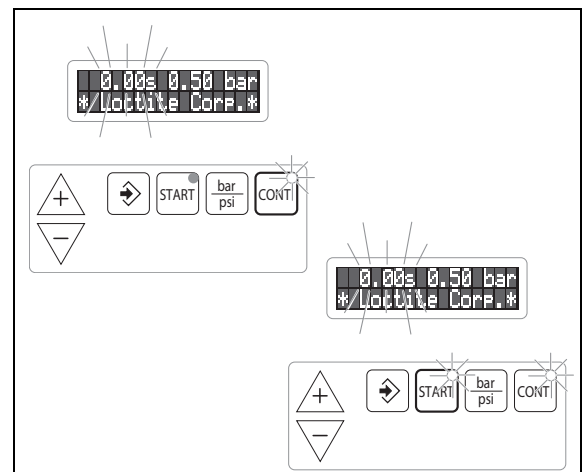 0.00s 0.50 bar
* Loctite Corp.*
+
START
bar
psi
CONT
−
0.00s 0.50 bar
* Loctite Corp.*
+
START
bar
psi
CONT
−